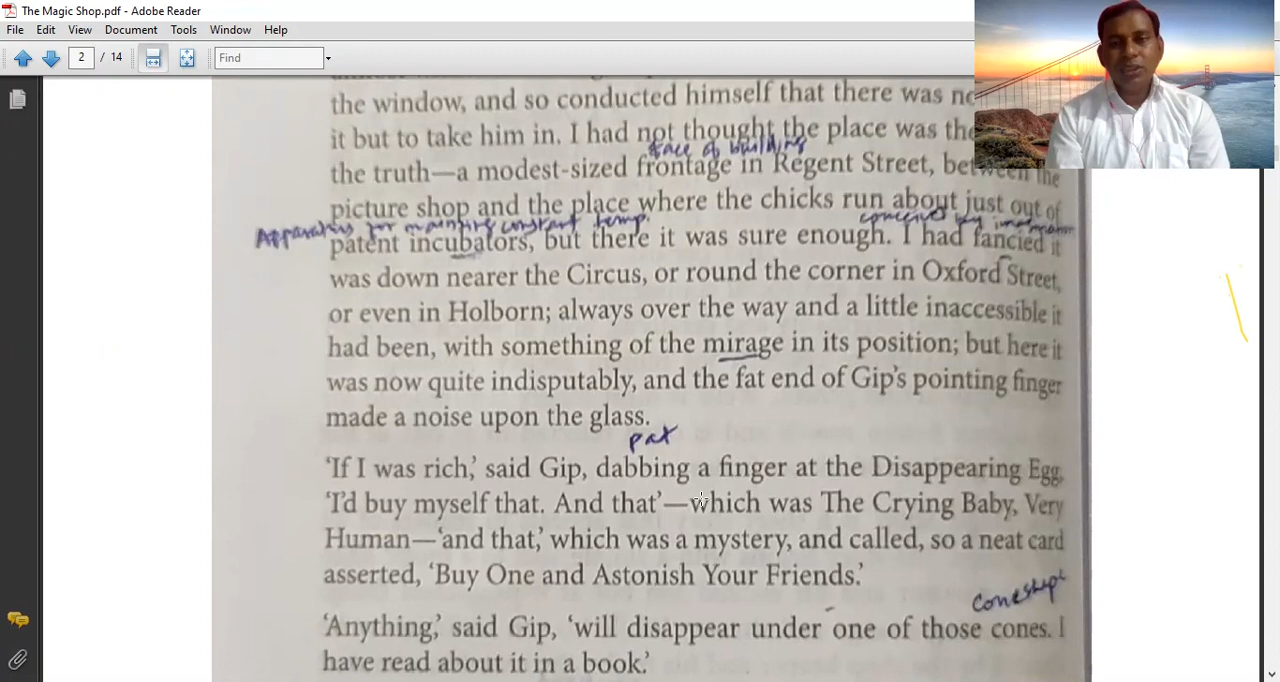 The Magic Shop.pdf - Adobe Reader
File Edit View Document Tools Window Help
2 / 14 Find
the window, and so conducted himself that there was
it but to take him in. I had not thought the place was
face of building
the truth—a modest-sized frontage in Regent Street, between the
picture shop and the place where the chicks run about just out of
Apparatus for constant temp. conceived by
patent incubators, but there it was sure enough. I had fancied it
was down nearer the Circus, or round the corner in Oxford Street,
or even in Holborn; always over the way and a little inaccessible it
had been, with something of the mirage in its position; but here it
was now quite indisputably, and the fat end of Gip's pointing finger
made a noise upon the glass.
pat
'If I was rich,' said Gip, dabbing a finger at the Disappearing Egg,
'I'd buy myself that. And that'—which was The Crying Baby, Very
Human—'and that,' which was a mystery, and called, so a neat card
asserted, 'Buy One and Astonish Your Friends.'
'Anything,' said Gip, 'will disappear under one of those cones. I
have read about it in a book.'